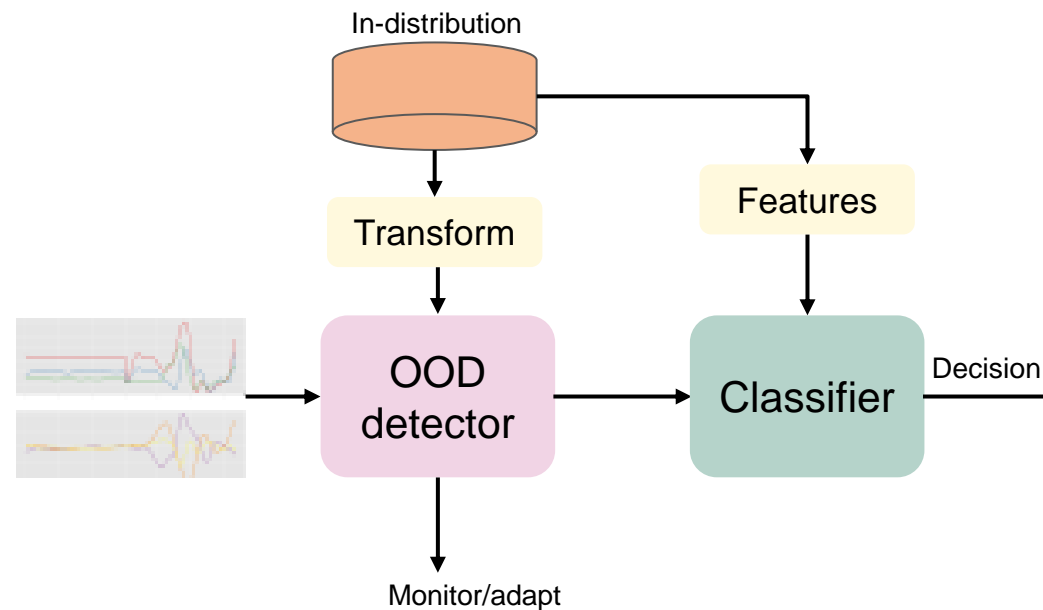 In-distribution
Transform
Features
OOD
detector
Classifier
Decision
Monitor/adapt